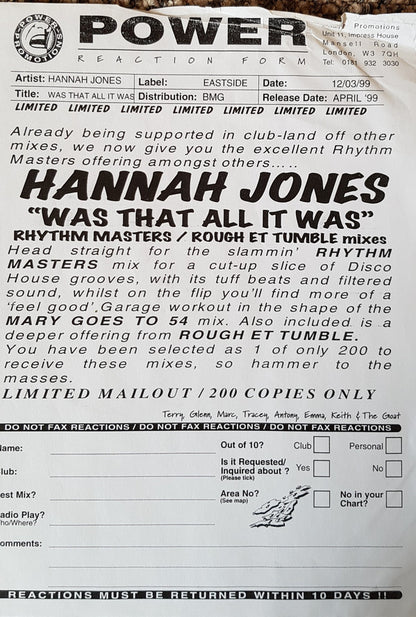 POWER
REACTION FORM
POWER PROMOTIONS
Promotions
Unit 11, Impress House
Mansell Road
London, W3 7QH
Tel: 0181 932 3030
Artist: HANNAH JONES Label: EASTSIDE Date: 12/03/99
Title: WAS THAT ALL IT WAS Distribution: BMG Release Date: APRIL '99
LIMITED LIMITED LIMITED LIMITED LIMITED LIMITED LIMITED
Already being supported in club-land off other
mixes, we now give you the excellent Rhythm
Masters offering amongst others.....
HANNAH JONES
"WAS THAT ALL IT WAS"
RHYTHM MASTERS / ROUGH ET TUMBLE mixes
Head straight for the slammin' RHYTHM
MASTERS mix for a cut-up slice of Disco
House grooves, with its tuff beats and filtered
sound, whilst on the flip you'll find more of a
'feel good',Garage workout in the shape of the
MARY GOES TO 54 mix. Also included is a
deeper offering from ROUGH ET TUMBLE.
You have been selected as 1 of only 200 to
receive these mixes, so hammer to the
masses.
LIMITED MAILOUT / 200 COPIES ONLY
Terry, Glenn, Marc, Tracey, Antony, Emma, Keith & The Goat
DO NOT FAX REACTIONS / DO NOT FAX REACTIONS / DO NOT FAX REACTIONS
Name: Out of 10? Club Personal
lub: Is it Requested/ Inquired about ? (Please tick) Yes No
est Mix? Area No? (See map) No in your Chart?
adio Play?
ho/Where?
omments:
REACTIONS MUST BE RETURNED WITHIN 10 DAYS !!